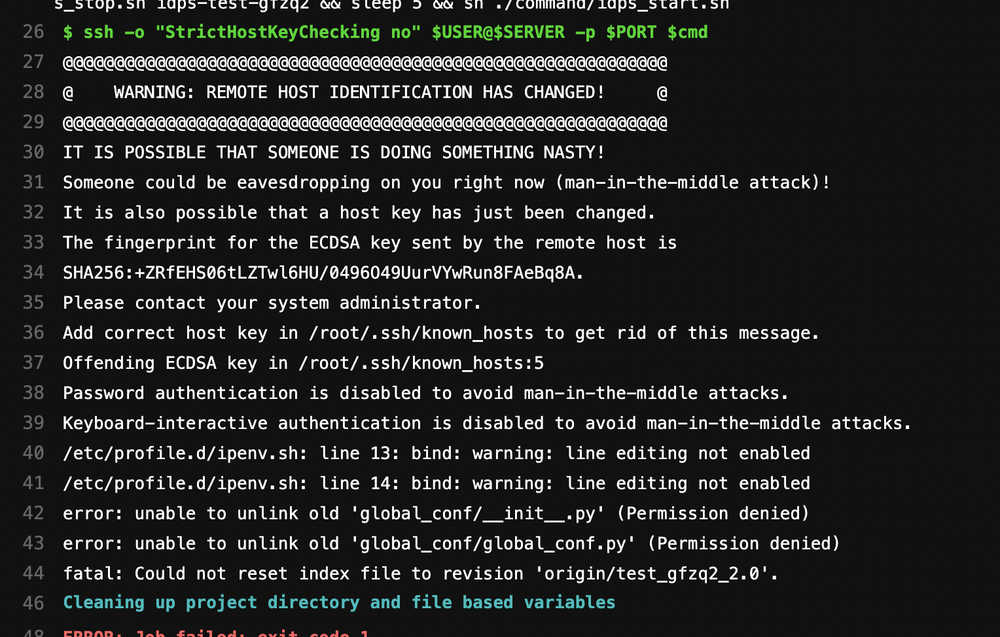 s_stop.sh idps-test-gfzq2 && sleep 5 && sh ./command/idps_start.sh
26 $ ssh -o "StrictHostKeyChecking no" $USER@$SERVER -p $PORT $cmd
27 @@@@@@@@@@@@@@@@@@@@@@@@@@@@@@@@@@@@@@@@@@@@@@@@@@@@@@@@@@@
28 @    WARNING: REMOTE HOST IDENTIFICATION HAS CHANGED!     @
29 @@@@@@@@@@@@@@@@@@@@@@@@@@@@@@@@@@@@@@@@@@@@@@@@@@@@@@@@@@@
30 IT IS POSSIBLE THAT SOMEONE IS DOING SOMETHING NASTY!
31 Someone could be eavesdropping on you right now (man-in-the-middle attack)!
32 It is also possible that a host key has just been changed.
33 The fingerprint for the ECDSA key sent by the remote host is
34 SHA256:+ZRfEHS06tLZTwl6HU/0496O49UurVYwRun8FAeBq8A.
35 Please contact your system administrator.
36 Add correct host key in /root/.ssh/known_hosts to get rid of this message.
37 Offending ECDSA key in /root/.ssh/known_hosts:5
38 Password authentication is disabled to avoid man-in-the-middle attacks.
39 Keyboard-interactive authentication is disabled to avoid man-in-the-middle attacks.
40 /etc/profile.d/ipenv.sh: line 13: bind: warning: line editing not enabled
41 /etc/profile.d/ipenv.sh: line 14: bind: warning: line editing not enabled
42 error: unable to unlink old 'global_conf/__init__.py' (Permission denied)
43 error: unable to unlink old 'global_conf/global_conf.py' (Permission denied)
44 fatal: Could not reset index file to revision 'origin/test_gfzq2_2.0'.
46 Cleaning up project directory and file based variables
48 ERROR: Job failed: exit code 1